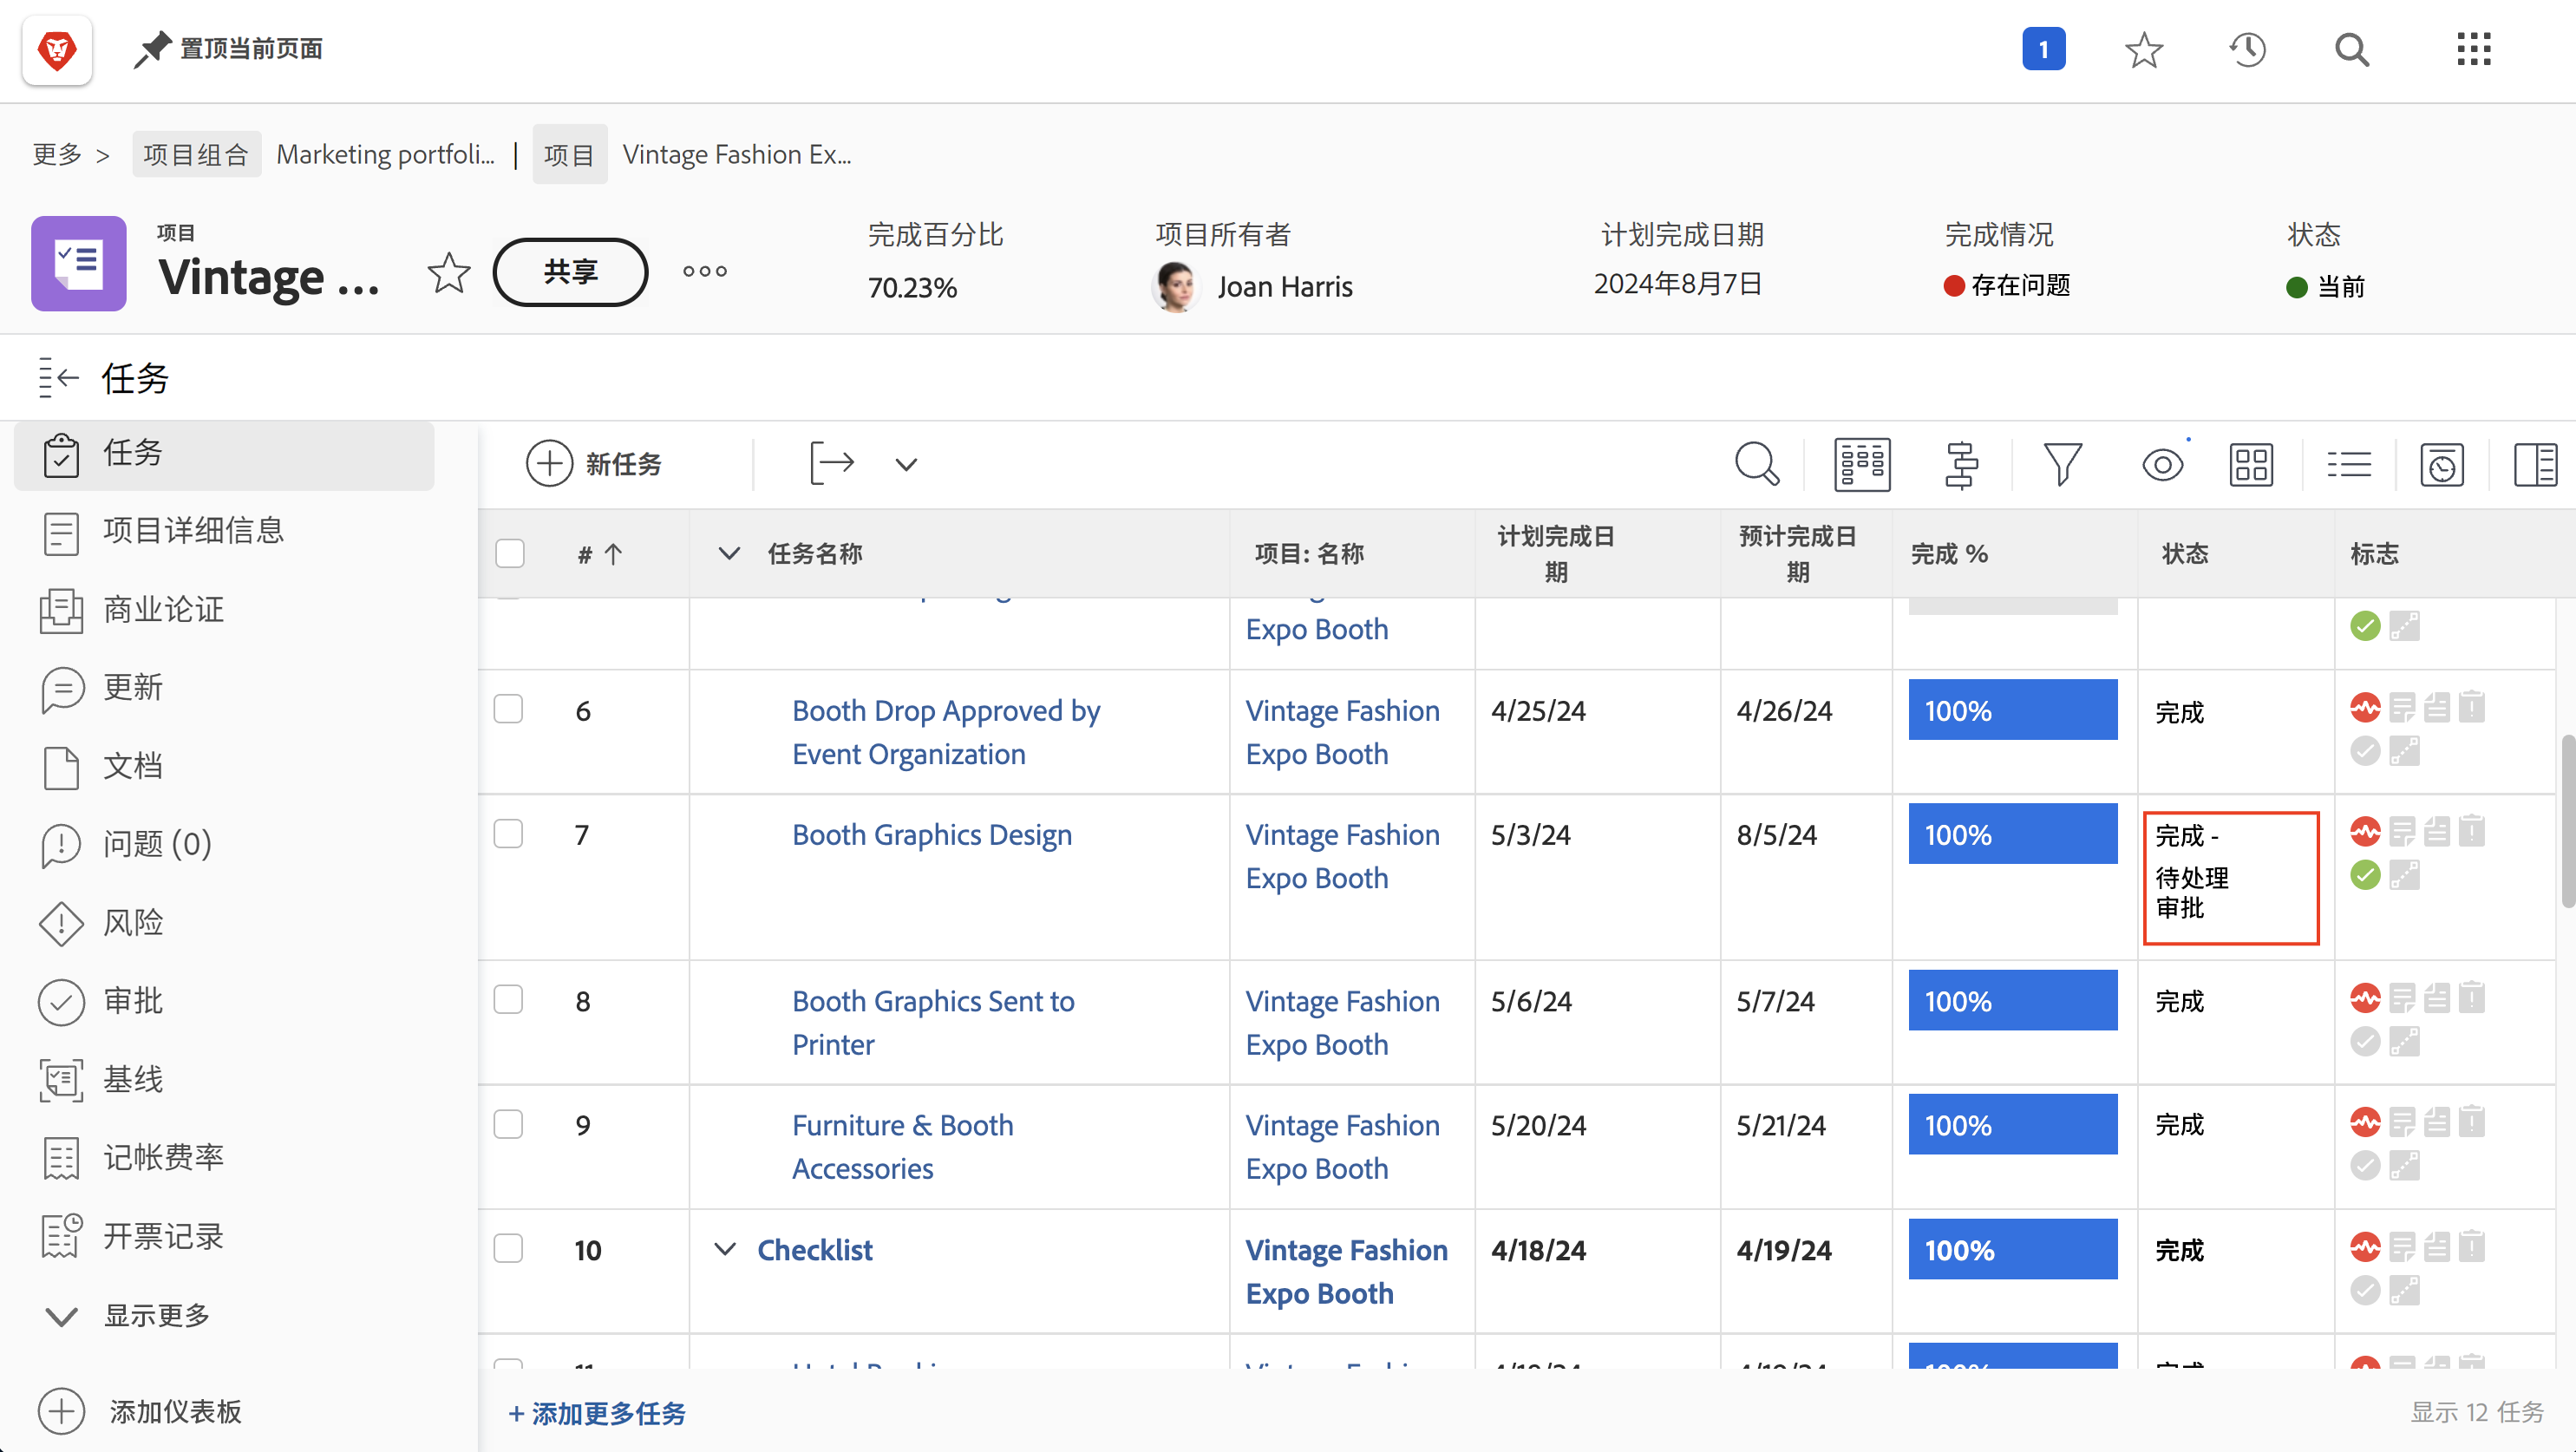 置顶当前页面
1
更多 > 项目组合 Marketing portfoli... | 项目 Vintage Fashion Ex...
项目
Vintage ...
共享
完成百分比
70.23%
项目所有者
Joan Harris
计划完成日期
2024年8月7日
完成情况
存在问题
状态
当前
任务
任务
项目详细信息
商业论证
更新
文档
问题 (0)
风险
审批
基线
记帐费率
开票记录
显示更多
添加仪表板
新任务
# 任务名称 项目: 名称 计划完成日期 预计完成日期 完成 % 状态 标志
Expo Booth
6 Booth Drop Approved by Vintage Fashion 4/25/24 4/26/24 100% 完成
Event Organization Expo Booth
7 Booth Graphics Design Vintage Fashion 5/3/24 8/5/24 100% 完成 -
Expo Booth 待处理
审批
8 Booth Graphics Sent to Vintage Fashion 5/6/24 5/7/24 100% 完成
Printer Expo Booth
9 Furniture & Booth Vintage Fashion 5/20/24 5/21/24 100% 完成
Accessories Expo Booth
10 Checklist Vintage Fashion 4/18/24 4/19/24 100% 完成
Expo Booth
+ 添加更多任务
显示 12 任务